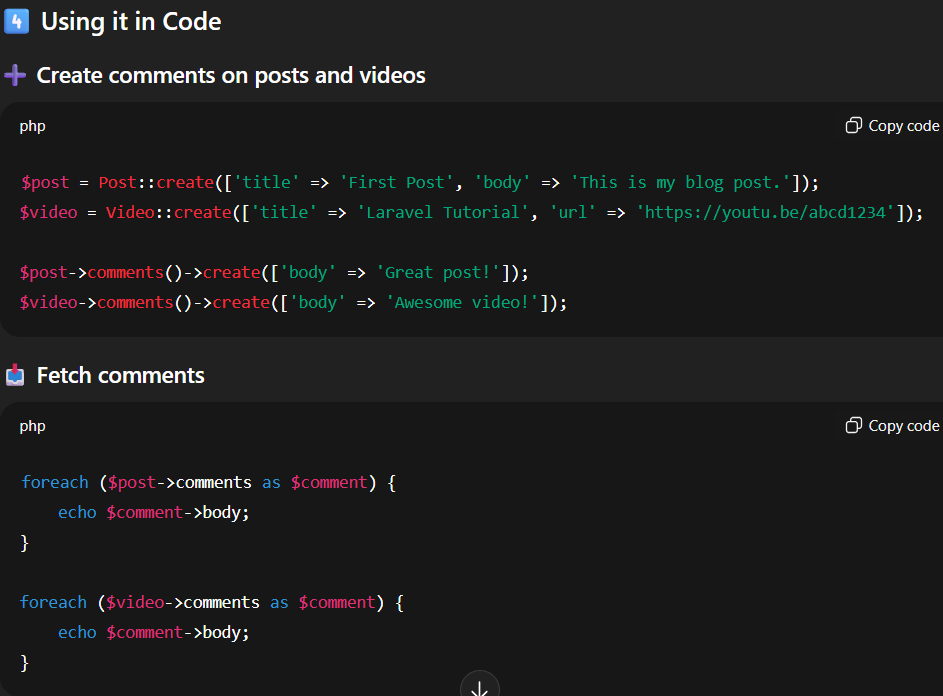 4 Using it in Code
Create comments on posts and videos
php
Copy code
$post = Post::create(['title' => 'First Post', 'body' => 'This is my blog post.']);
$video = Video::create(['title' => 'Laravel Tutorial', 'url' => 'https://youtu.be/abcd1234']);
$post->comments()->create(['body' => 'Great post!']);
$video->comments()->create(['body' => 'Awesome video!']);
Fetch comments
php
Copy code
foreach ($post->comments as $comment) {
    echo $comment->body;
}
foreach ($video->comments as $comment) {
    echo $comment->body;
}